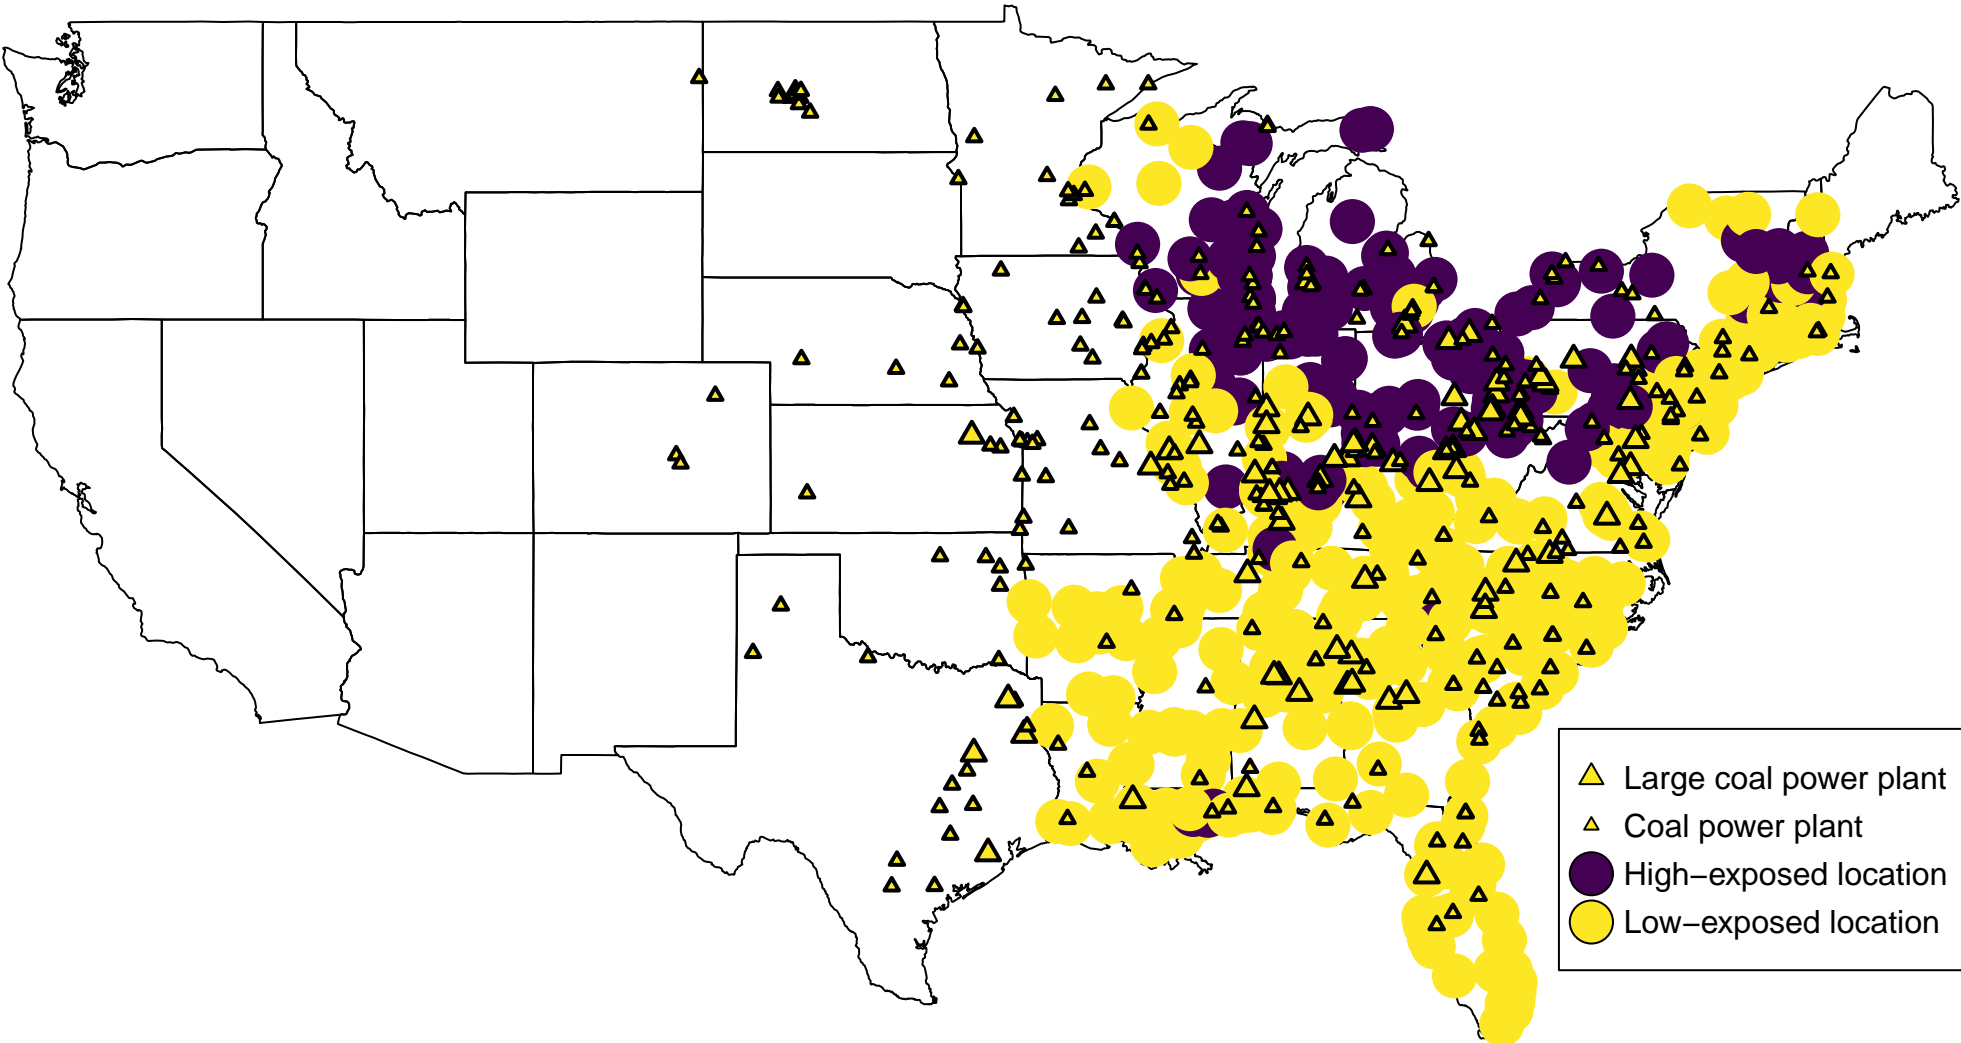 Large coal power plant
Coal power plant
High−exposed location
Low−exposed location